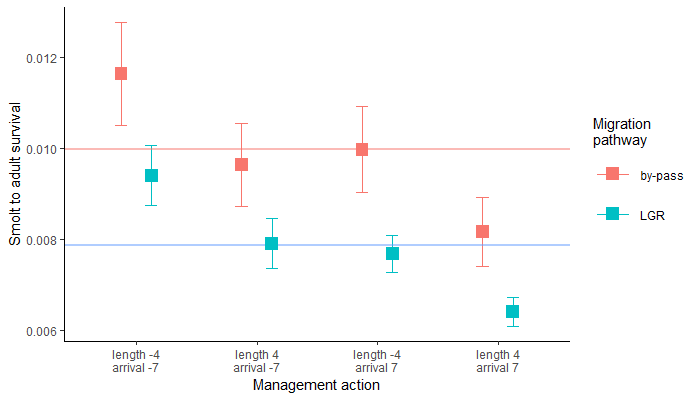 Smolt to adult survival
0.012
0.010
0.008
0.006
length -4
arrival -7
length 4
arrival -7
length -4
arrival 7
length 4
arrival 7
Management action
Migration
pathway
by-pass
LGR